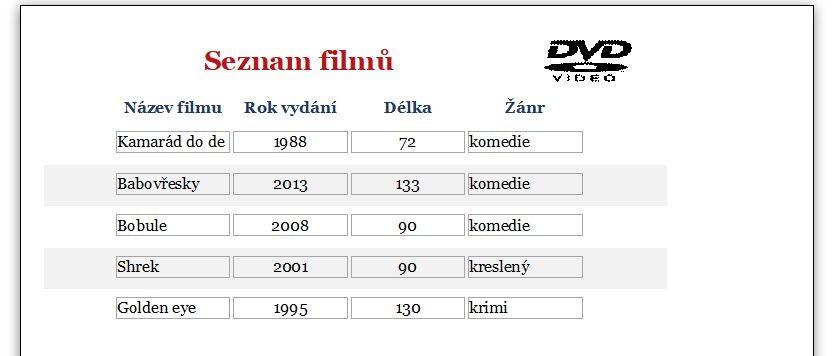 Seznam filmů
DVD
VIDEO
Název filmu Rok vydání Délka Žánr
Kamarád do de 1988 72 komedie
Babovřesky 2013 133 komedie
Bobule 2008 90 komedie
Shrek 2001 90 kreslený
Golden eye 1995 130 krimi